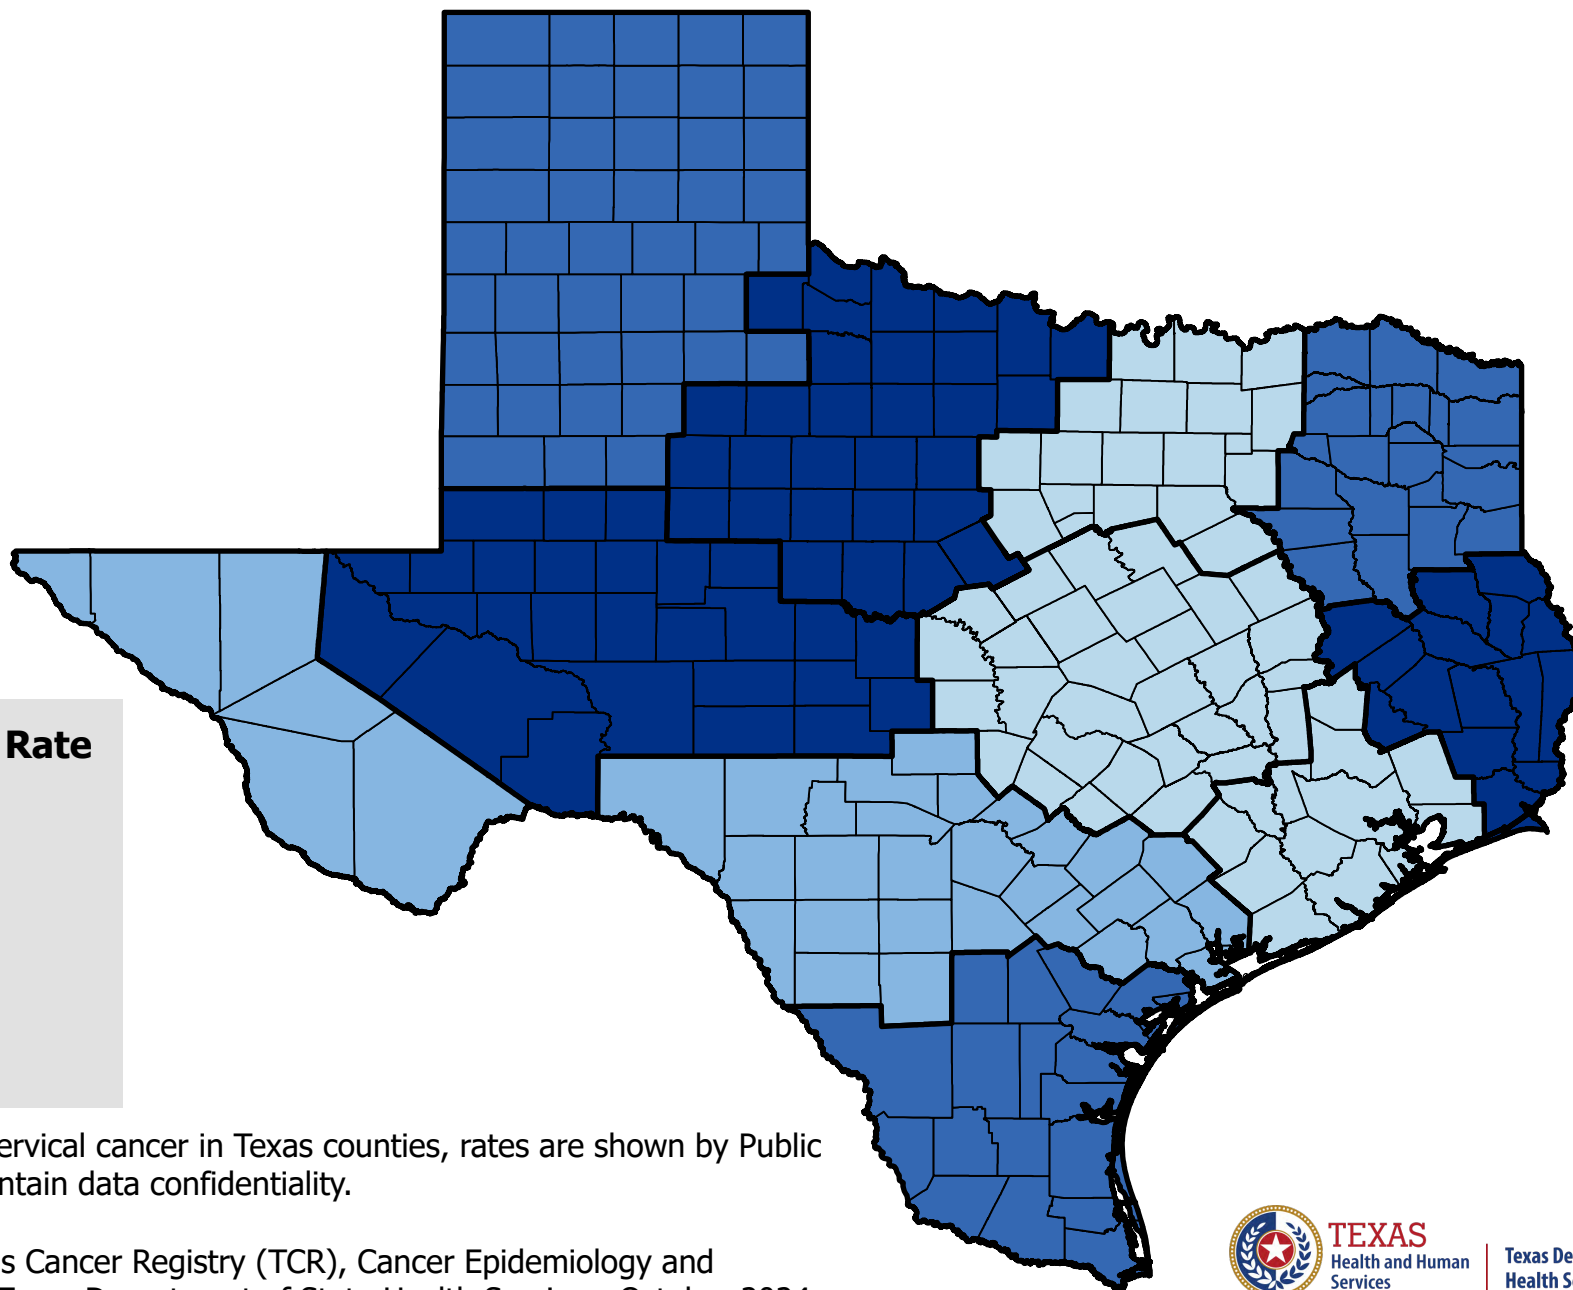 Rate
ervical cancer in Texas counties, rates are shown by Public
ntain data confidentiality.
s Cancer Registry (TCR), Cancer Epidemiology and
TEXAS
Health and Human
Services
Texas De
Health S